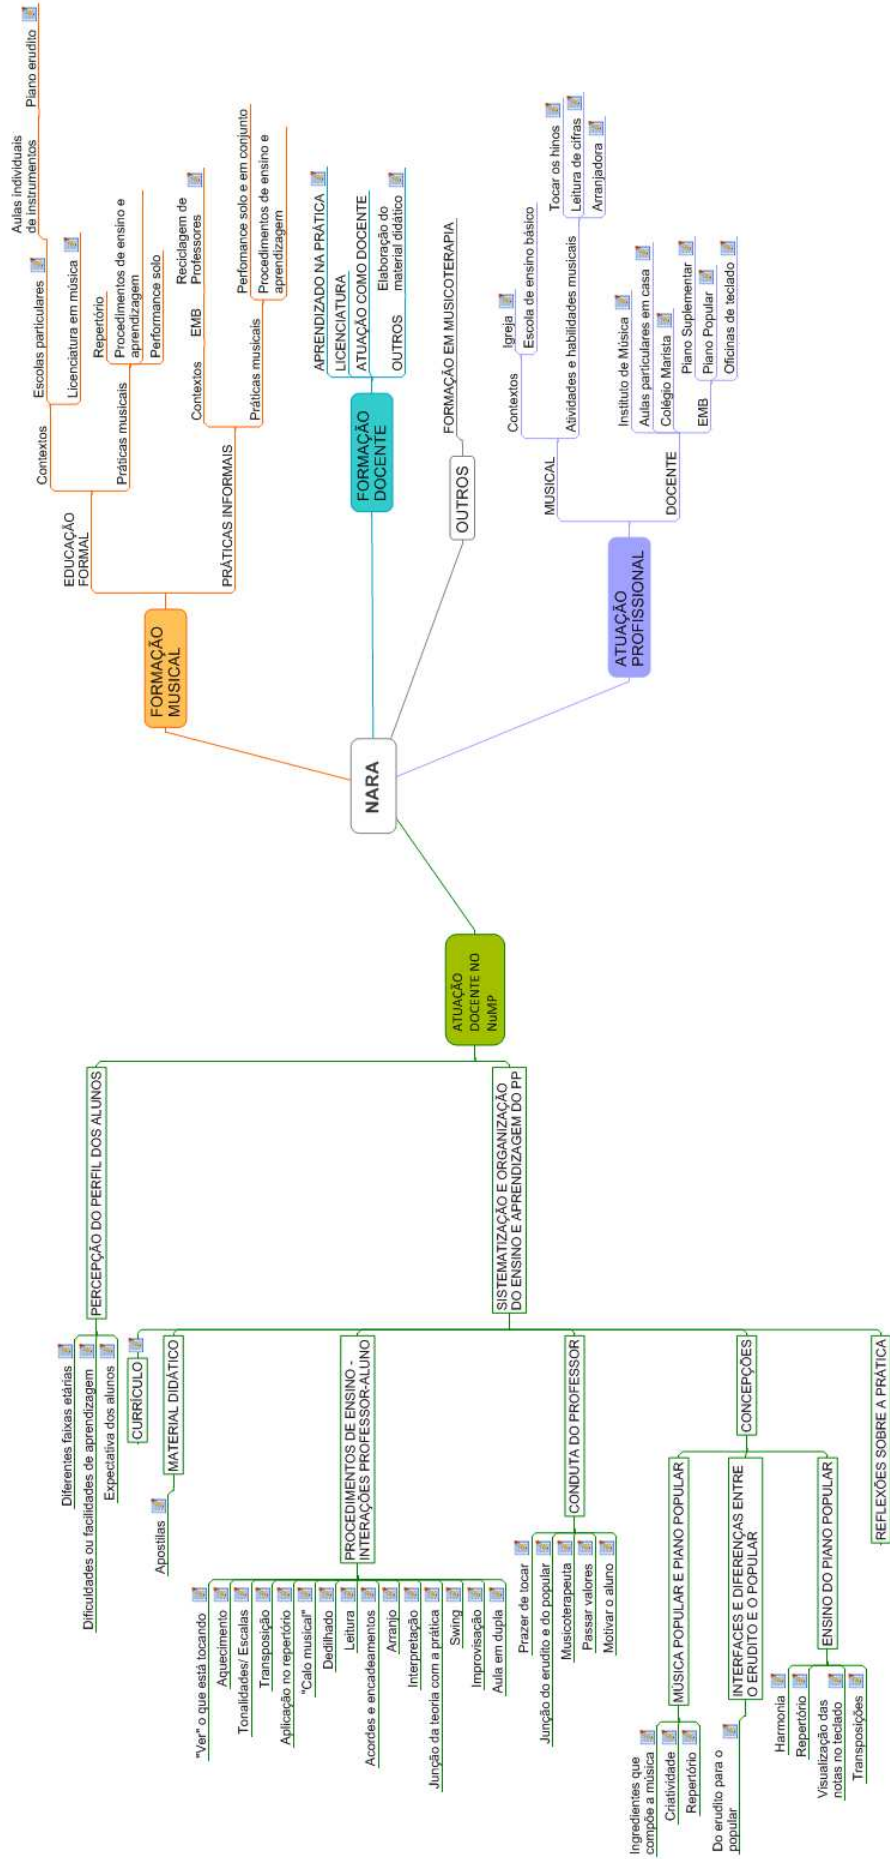 NARA
FORMAÇÃO
MUSICAL
EDUCAÇÃO
FORMAL
Contextos
Escolas particulares
Aulas individuais
de instrumentos
Piano erudito
Licenciatura em música
Práticas musicais
Repertório
Procedimentos de ensino e
aprendizagem
Performance solo
PRÁTICAS INFORMAIS
Contextos
EMB
Reciclagem de
Professores
Práticas musicais
Perfomance solo e em conjunto
Procedimentos de ensino e
aprendizagem
FORMAÇÃO
DOCENTE
APRENDIZADO NA PRÁTICA
LICENCIATURA
ATUAÇÃO COMO DOCENTE
OUTROS
Elaboração do
material didático
OUTROS
FORMAÇÃO EM MUSICOTERAPIA
ATUAÇÃO
PROFISSIONAL
MUSICAL
Contextos
Igreja
Escola de ensino básico
Atividades e habilidades musicais
Tocar os hinos
Leitura de cifras
Arranjadora
DOCENTE
Instituto de Música
Aulas particulares em casa
Colégio Marista
EMB
Piano Suplementar
Piano Popular
Oficinas de teclado
ATUAÇÃO
DOCENTE NO
NuMP
PERCEPÇÃO DO PERFIL DOS ALUNOS
Diferentes faixas etárias
Dificuldades ou facilidades de aprendizagem
Expectativa dos alunos
SISTEMATIZAÇÃO E ORGANIZAÇÃO
DO ENSINO E APRENDIZAGEM DO PP
CURRÍCULO
MATERIAL DIDÁTICO
Apostilas
PROCEDIMENTOS DE ENSINO -
INTERAÇÕES PROFESSOR-ALUNO
"Ver" o que está tocando
Aquecimento
Tonalidades/ Escalas
Transposição
Aplicação no repertório
"Calo musical"
Dedilhado
Leitura
Acordes e encadeamentos
Arranjo
Interpretação
Junção da teoria com a prática
Swing
Improvisação
Aula em dupla
CONDUTA DO PROFESSOR
Prazer de tocar
Junção do erudito e do popular
Musicoterapeuta
Passar valores
Motivar o aluno
CONCEPÇÕES
MÚSICA POPULAR E PIANO POPULAR
Ingredientes que
compõe a música
Criatividade
Repertório
INTERFACES E DIFERENÇAS ENTRE
O ERUDITO E O POPULAR
Do erudito para o
popular
ENSINO DO PIANO POPULAR
Harmonia
Repertório
Visualização das
notas no teclado
Transposições
REFLEXÕES SOBRE A PRÁTICA